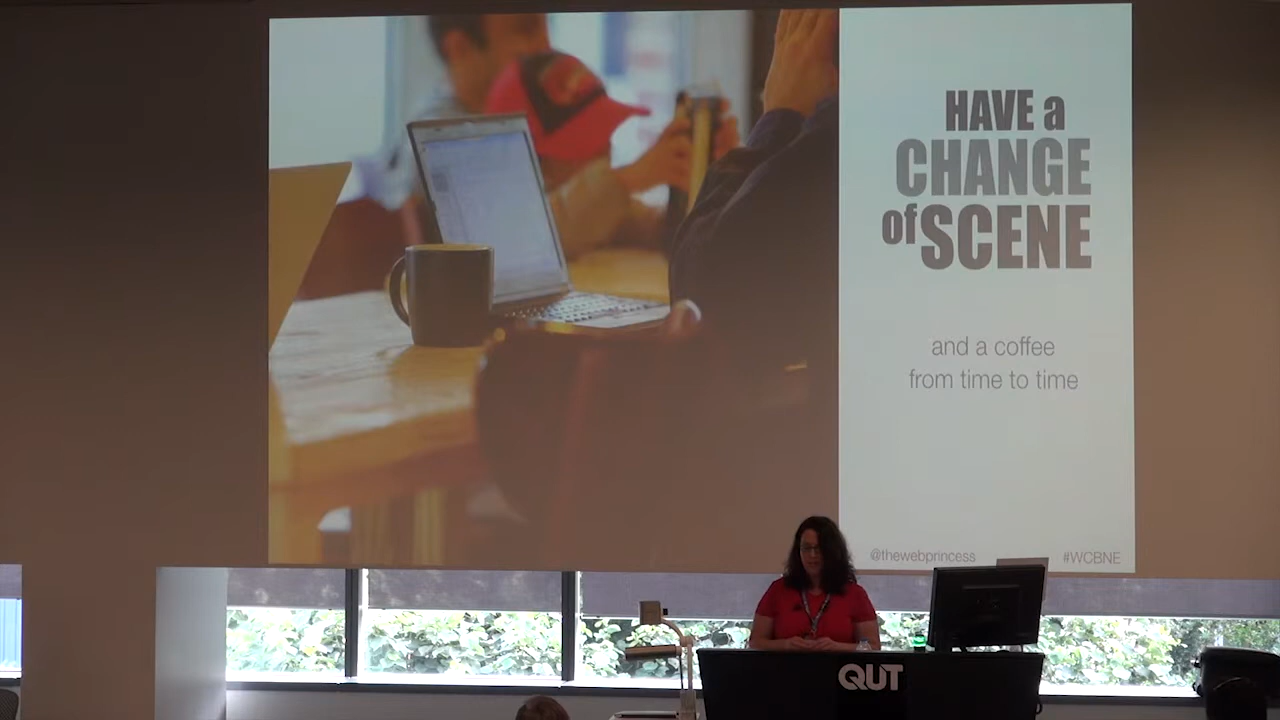 HAVE a
CHANGE
of SCENE
and a coffee
from time to time
@thewebprincess #WCBNE
QUT